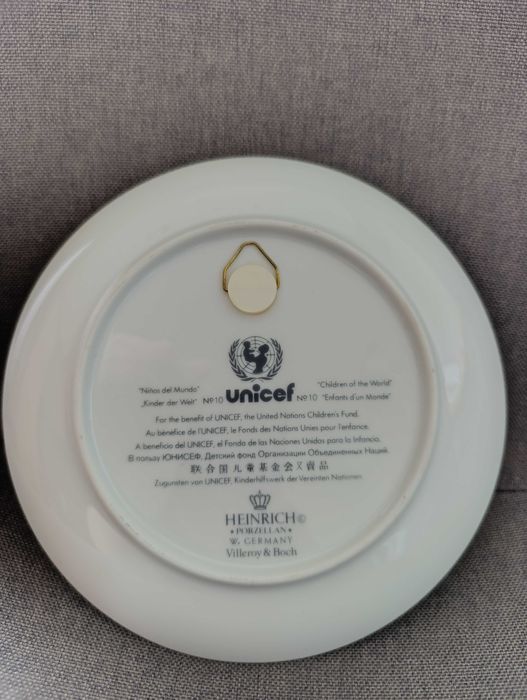 "Niños del Mundo" "Children of the World"
„Kinder der Welt" Nº10 unicef Nº10 "Enfants d'un Monde"
For the benefit of UNICEF, the United Nations Children's Fund.
Au bénéfice de l'UNICEF, le Fonds des Nations Unies pour l'enfance.
A beneficio del UNICEF, el Fondo de las Naciones Unidas para la Infancia.
В пользу ЮНИСЕФ, Детский фонд Организации Объединенных Наций.
联合国儿童基金会义卖品
Zugunsten von UNICEF, Kinderhilfswerk der Vereinten Nationen
HEINRICH©
• PORZELLAN •
W. GERMANY
Villeroy & Boch